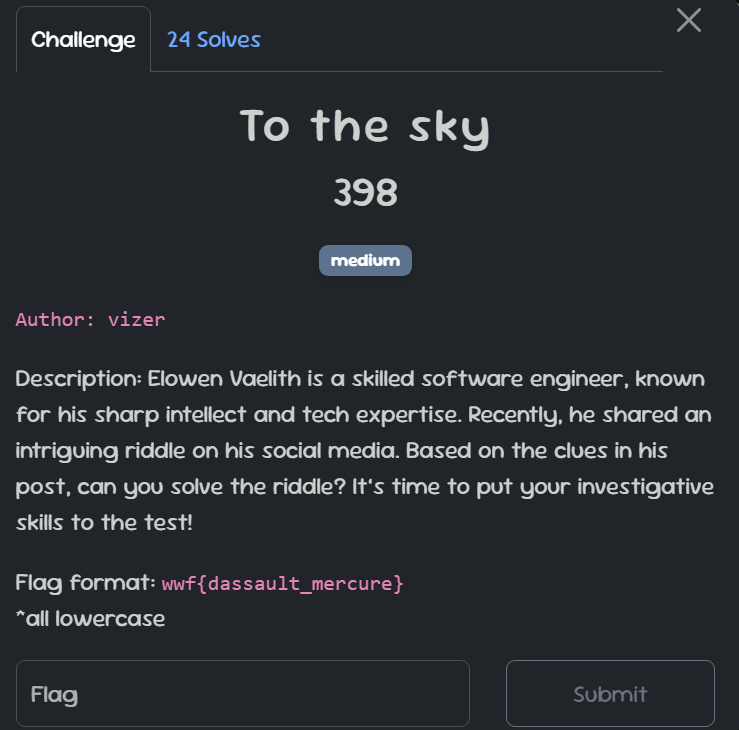 Challenge
24 Solves
To the sky
398
medium
Author: vizer
Description: Elowen Vaelith is a skilled software engineer, known
for his sharp intellect and tech expertise. Recently, he shared an
intriguing riddle on his social media. Based on the clues in his
post, can you solve the riddle? It's time to put your investigative
skills to the test!
Flag format: wwf{dassault_mercure}
*all lowercase
Flag
Submit